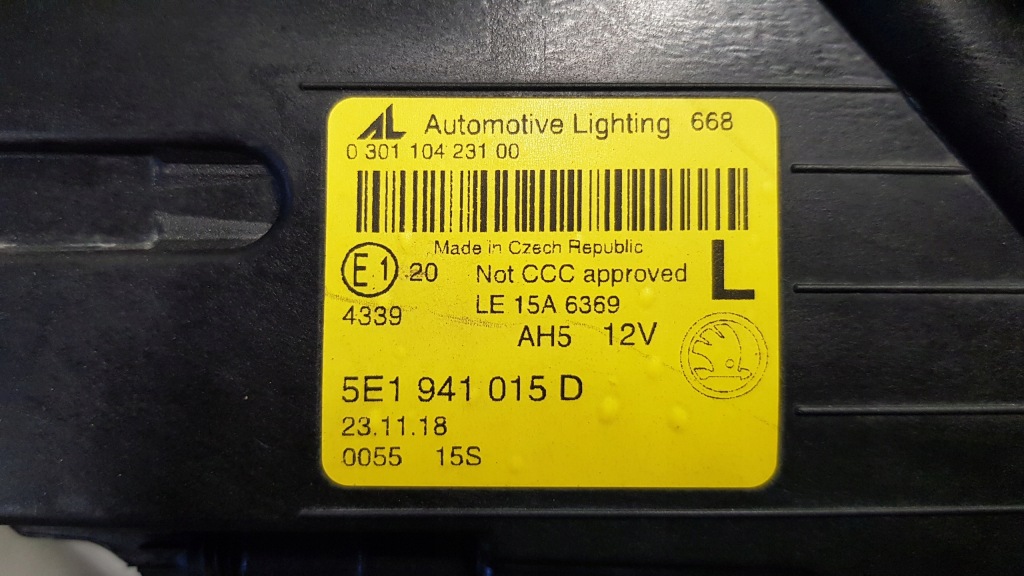 AL Automotive Lighting 668
0 301 104 231 00
Made in Czech Republic
E1 20 Not CCC approved L
4339 LE 15A 6369
AH5 12V
5E1 941 015 D
23.11.18
0055 15S